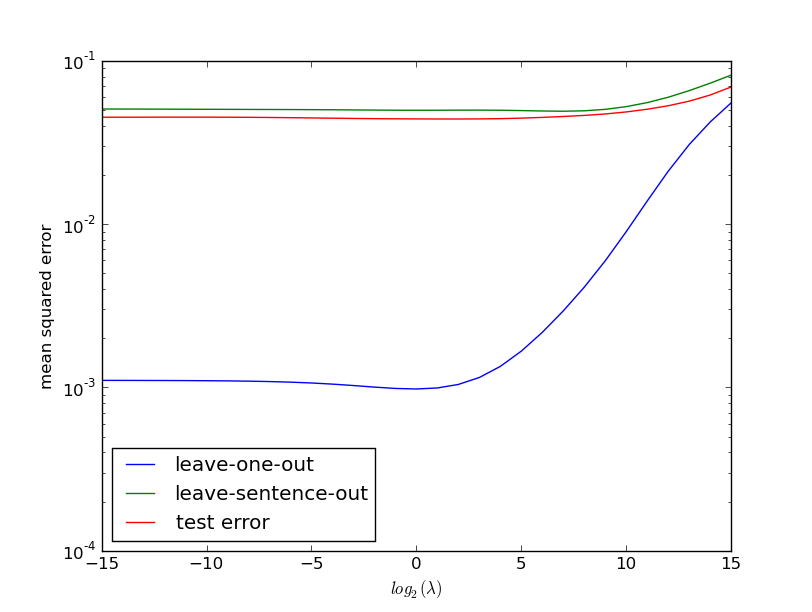 10^-1
10^-2
10^-3
10^-4
mean squared error
leave-one-out
leave-sentence-out
test error
−15 −10 −5 0 5 10 15
log₂(λ)